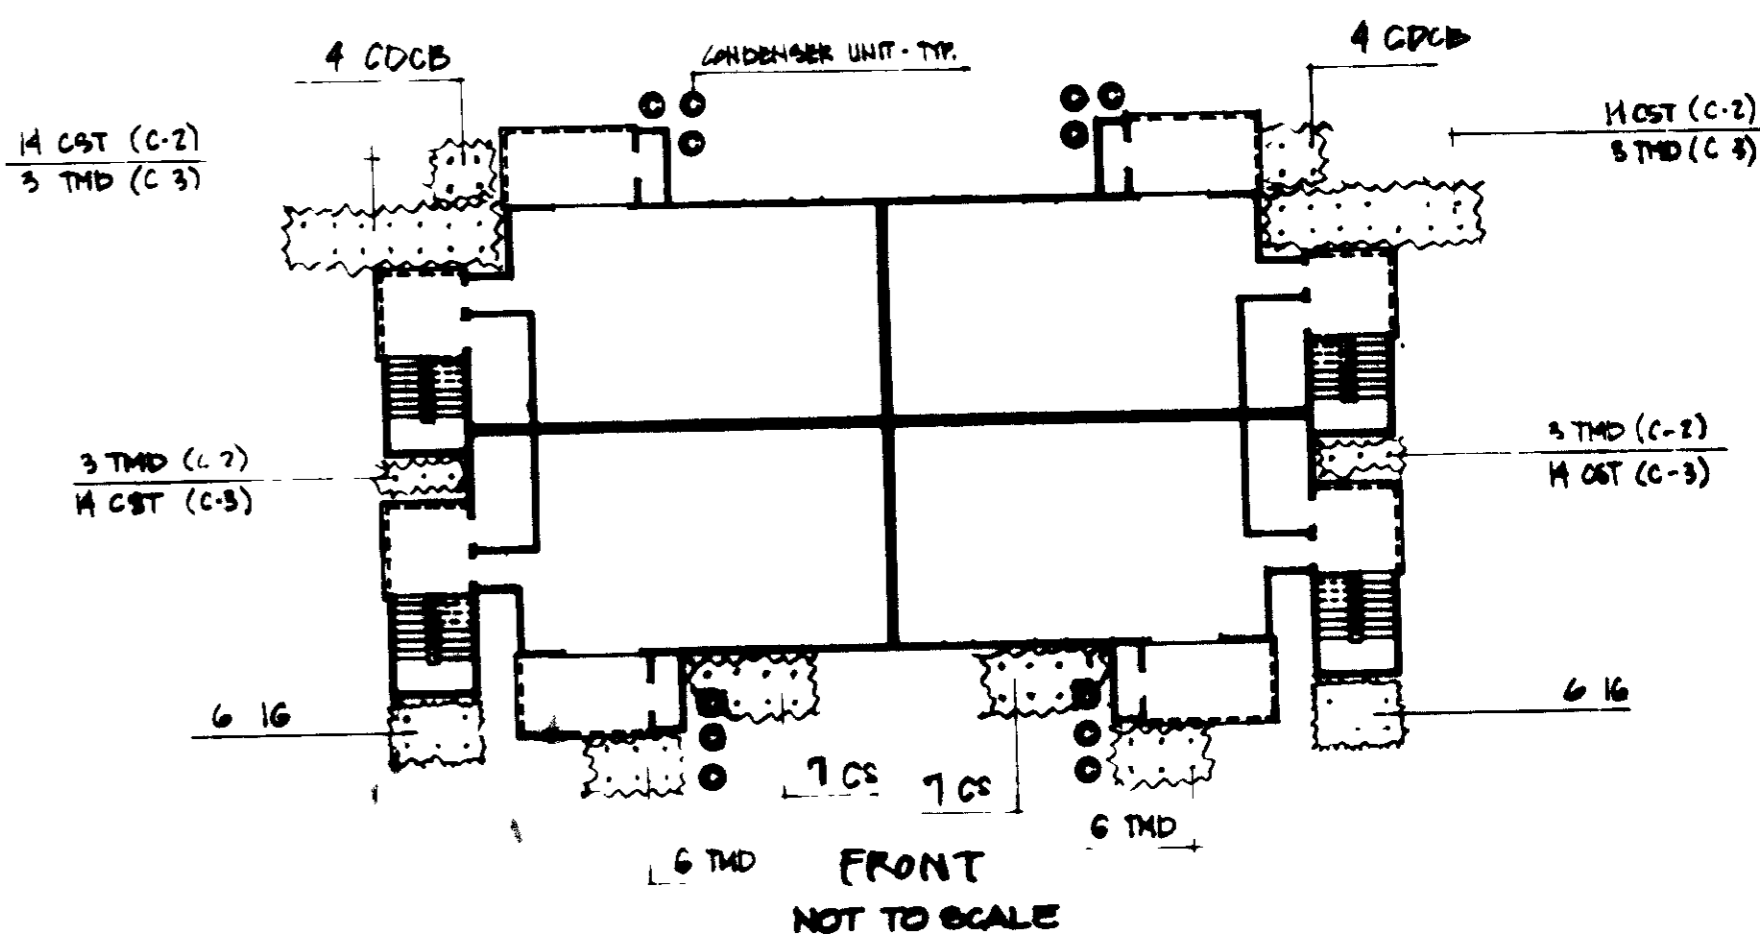 4 CDCB
CONDENSER UNIT - TYP.
4 CDCB
14 CST (C-2)
3 TMD (C 3)
14 CST (C-2)
3 TMD (C 3)
3 TMD (C 2)
14 CST (C-3)
3 TMD (C-2)
14 CST (C-3)
6 IG
6 IG
7 CS
7 CS
6 TMD
6 TMD
FRONT
NOT TO SCALE